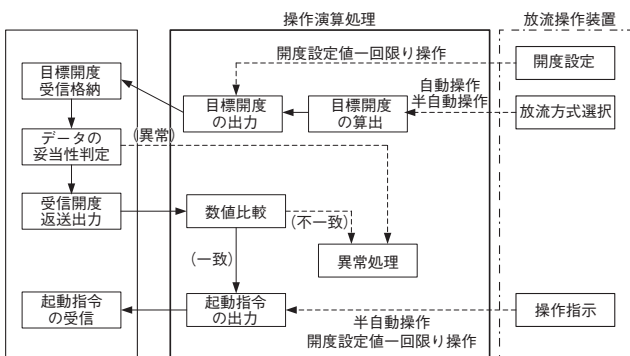 操作演算処理
放流操作装置
開度設定値一回限り操作
開度設定
目標開度
受信格納
自動操作
半自動操作
目標開度
の出力
目標開度
の算出
放流方式選択
データの
妥当性判定
(異常)
受信開度
返送出力
数値比較
(不一致)
(一致)
異常処理
起動指令
の受信
起動指令
の出力
操作指示
半自動操作
開度設定値一回限り操作